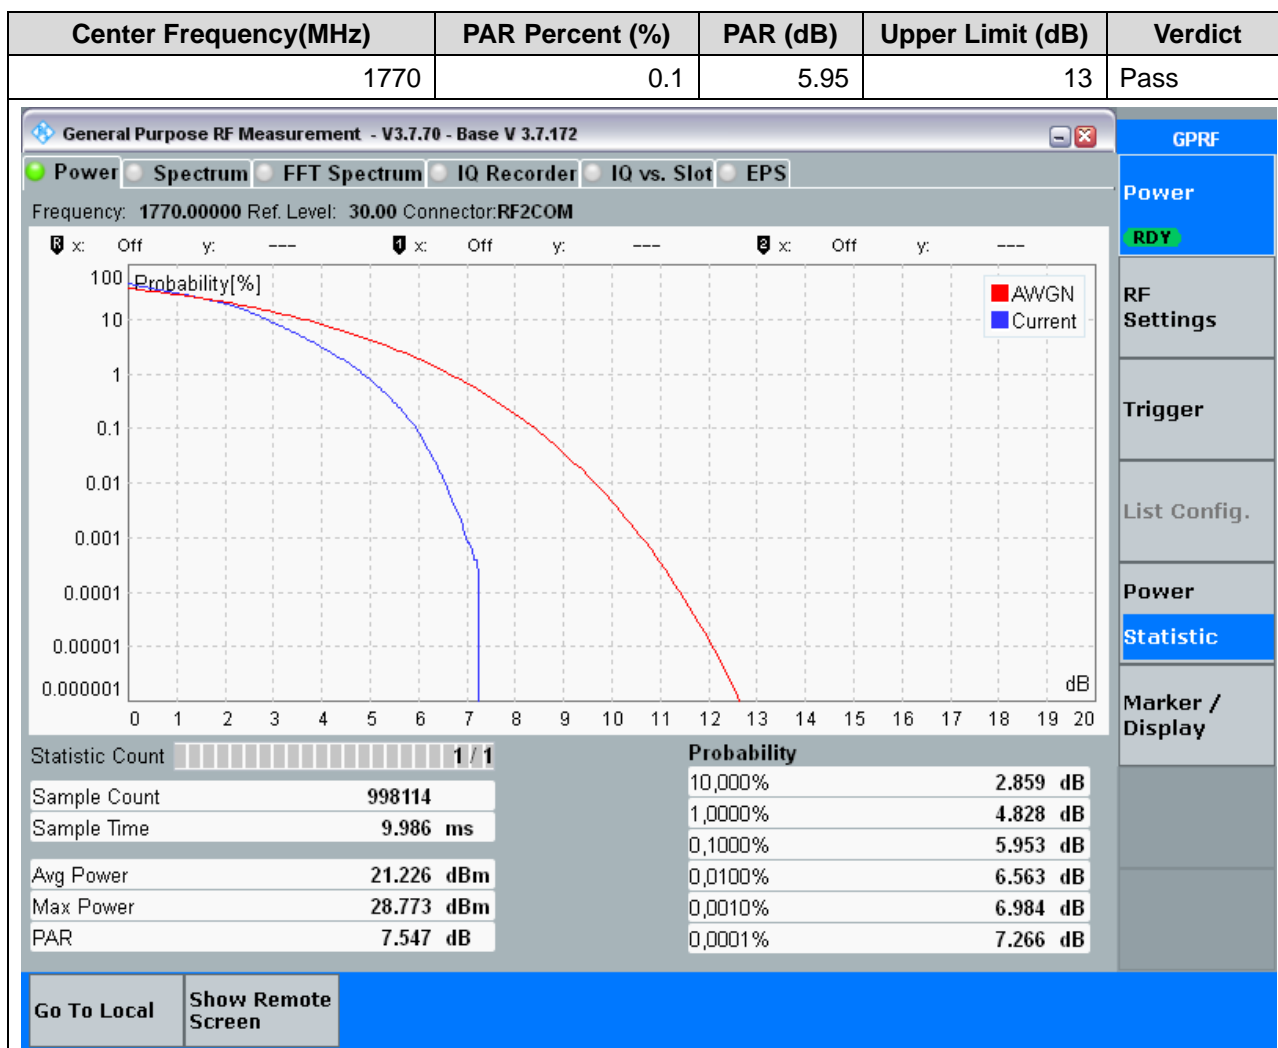 Center Frequency(MHz) PAR Percent (%) PAR (dB) Upper Limit (dB) Verdict
1770 0.1 5.95 13 Pass
General Purpose RF Measurement - V3.7.70 - Base V 3.7.172
GPRF
Power Spectrum FFT Spectrum IQ Recorder IQ vs. Slot EPS
Power
RDY
Frequency: 1770.00000 Ref. Level: 30.00 Connector:RF2COM
R x: Off y: --- 1 x: Off y: --- 2 x: Off y: ---
100 Probability[%]
AWGN
Current
10
1
0.1
0.01
0.001
0.0001
0.00001
0.000001
dB
0 1 2 3 4 5 6 7 8 9 10 11 12 13 14 15 16 17 18 19 20
RF
Settings
Trigger
List Config.
Power
Statistic
Marker /
Display
Statistic Count 1 / 1
Sample Count 998114
Sample Time 9.986 ms
Avg Power 21.226 dBm
Max Power 28.773 dBm
PAR 7.547 dB
Probability
10,000% 2.859 dB
1,0000% 4.828 dB
0,1000% 5.953 dB
0,0100% 6.563 dB
0,0010% 6.984 dB
0,0001% 7.266 dB
Go To Local
Show Remote
Screen